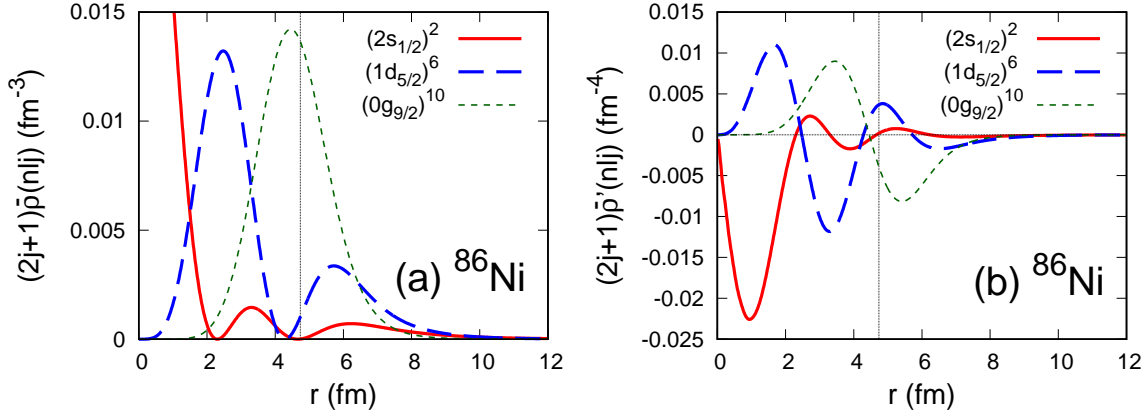 (2j+1)ρ̄(nlj) (fm⁻³)
0.015
0.01
0.005
0
(2s₁/₂)²
(1d₅/₂)⁶
(0g₉/₂)¹⁰
(a) ⁸⁶Ni
0 2 4 6 8 10 12
r (fm)
(2j+1)ρ̄'(nlj) (fm⁻⁴)
0.015
0.01
0.005
0
-0.005
-0.01
-0.015
-0.02
-0.025
(2s₁/₂)²
(1d₅/₂)⁶
(0g₉/₂)¹⁰
(b) ⁸⁶Ni
0 2 4 6 8 10 12
r (fm)